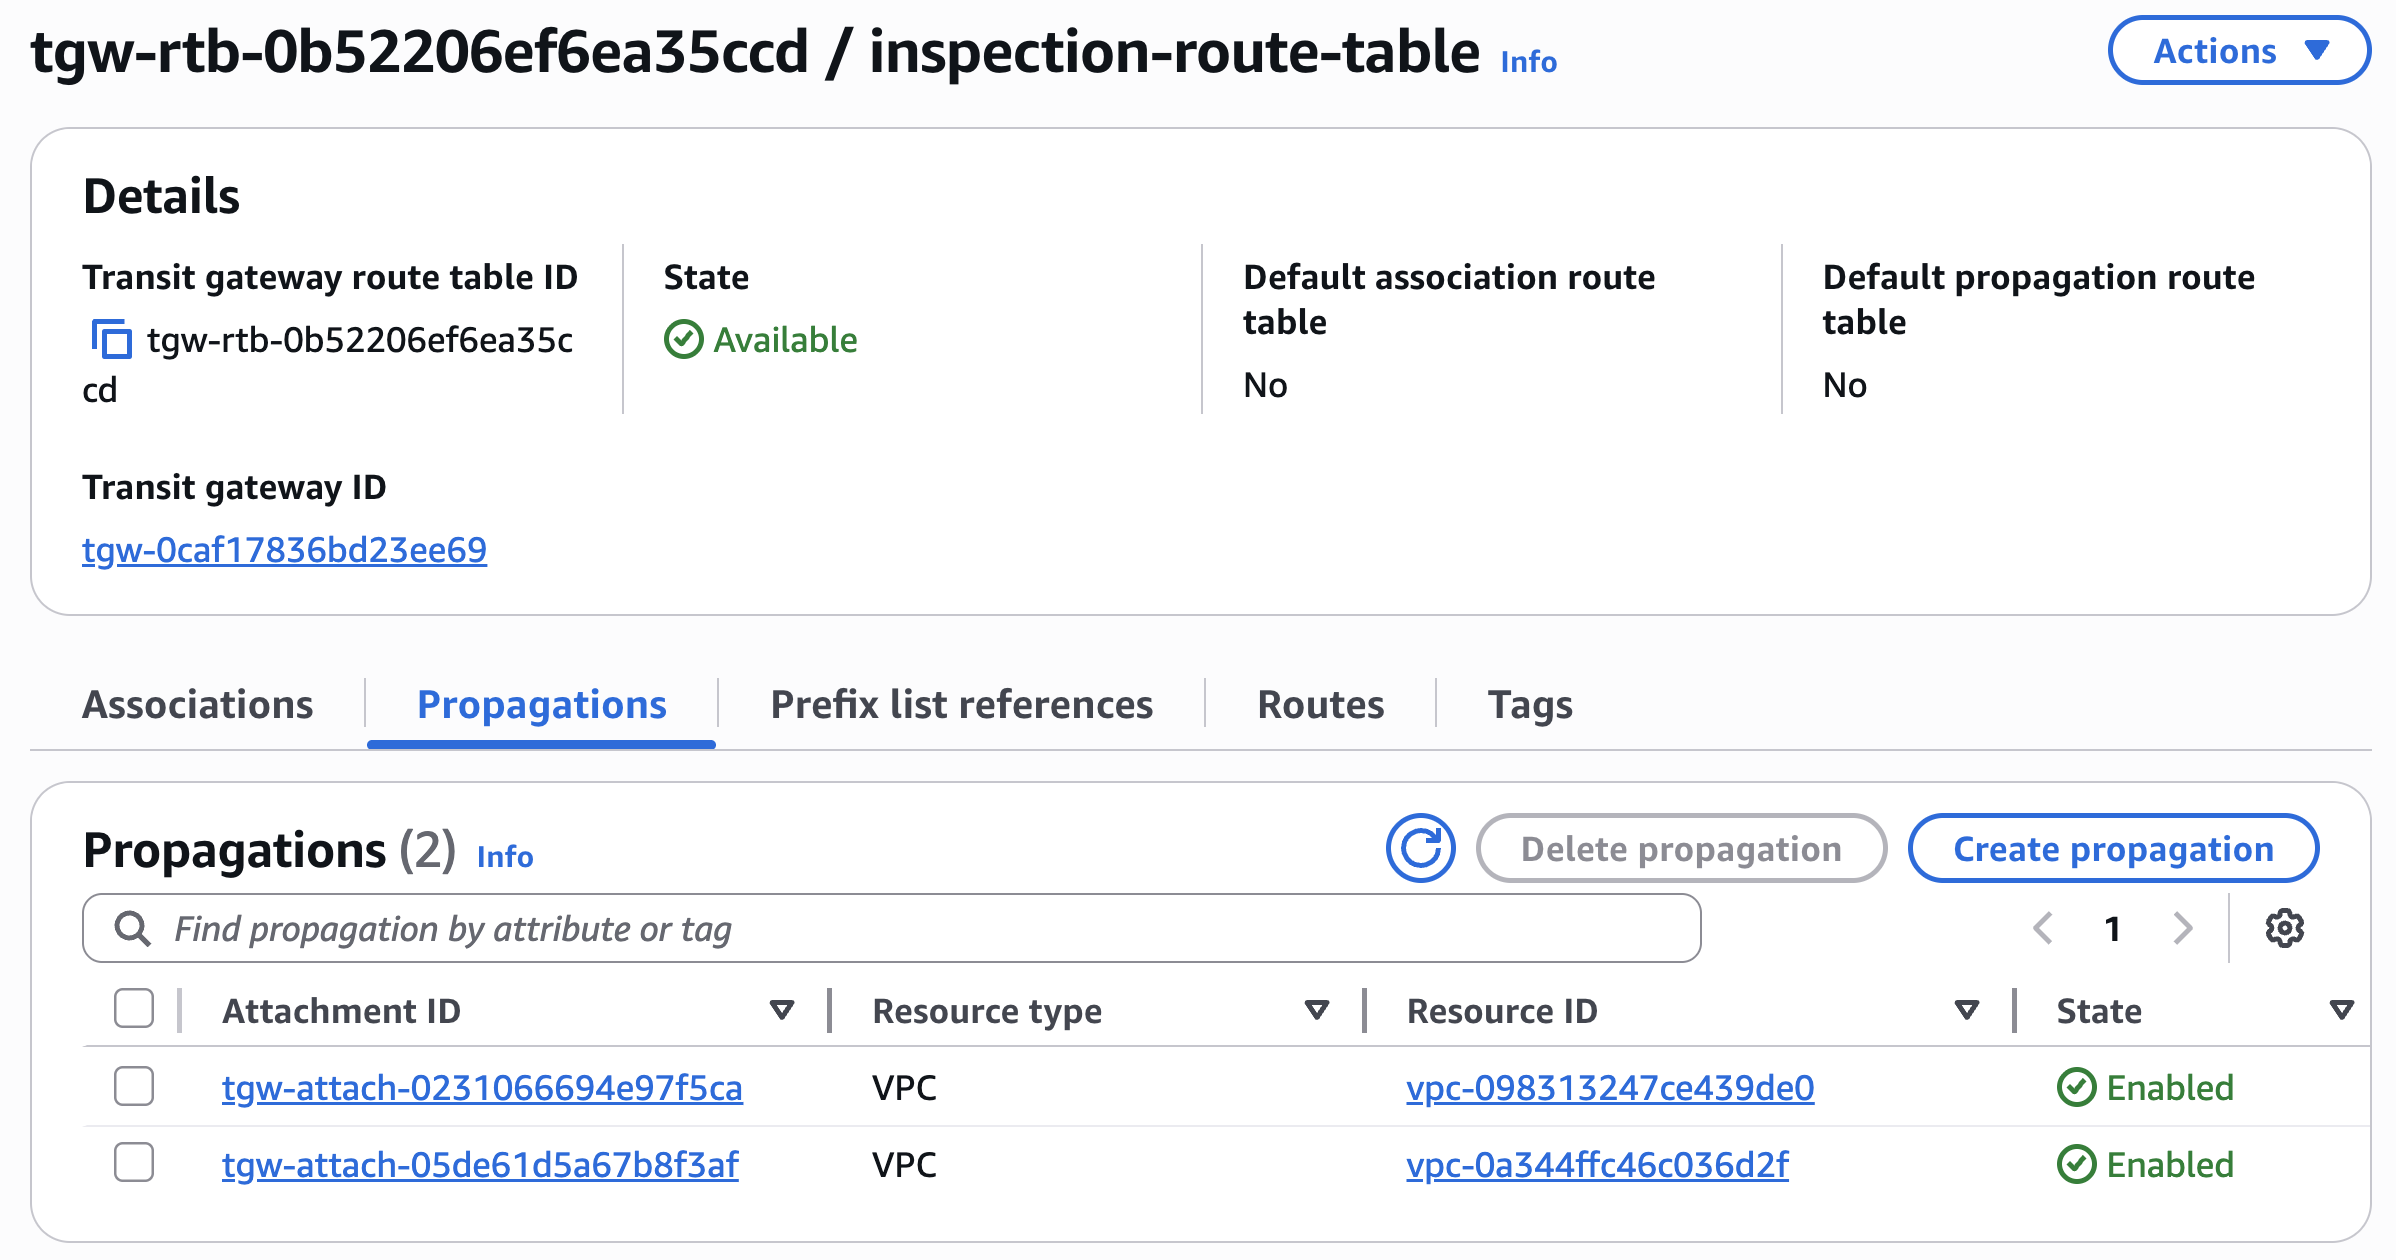 tgw-rtb-0b52206ef6ea35ccd / inspection-route-table Info
Actions
Details
Transit gateway route table ID
tgw-rtb-0b52206ef6ea35c
cd
State
Available
Default association route
table
No
Default propagation route
table
No
Transit gateway ID
tgw-0caf17836bd23ee69
Associations
Propagations
Prefix list references
Routes
Tags
Propagations (2) Info
Delete propagation
Create propagation
Find propagation by attribute or tag
1
Attachment ID Resource type Resource ID State
tgw-attach-0231066694e97f5ca VPC vpc-098313247ce439de0 Enabled
tgw-attach-05de61d5a67b8f3af VPC vpc-0a344ffc46c036d2f Enabled